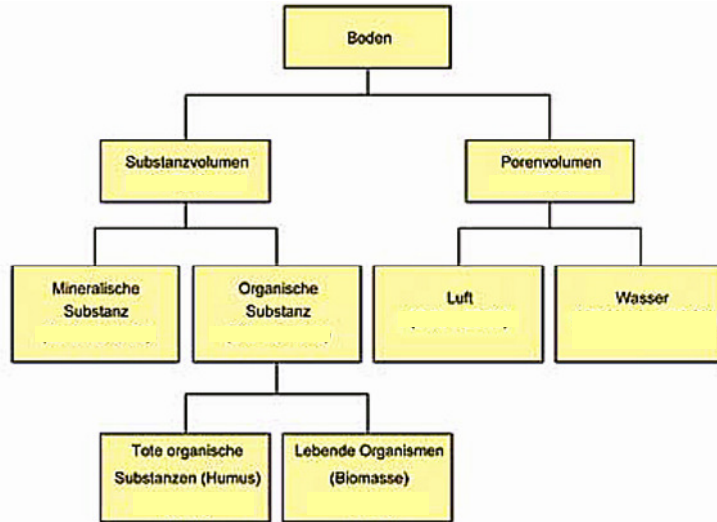 Boden
Substanzvolumen
Porenvolumen
Mineralische
Substanz
Organische
Substanz
Luft
Wasser
Tote organische
Substanzen (Humus)
Lebende Organismen
(Biomasse)